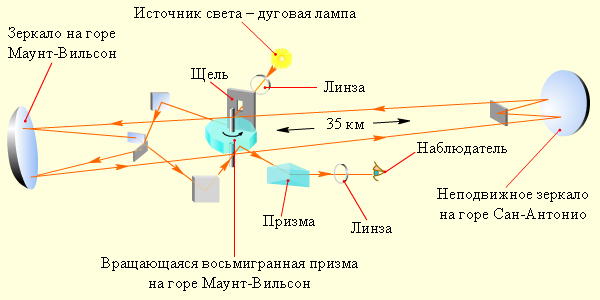 Источник света – дуговая лампа
Зеркало на горе
Маунт-Вильсон
Щель
Линза
35 км
Наблюдатель
Неподвижное зеркало
на горе Сан-Антонио
Призма
Линза
Вращающаяся восьмигранная призма
на горе Маунт-Вильсон